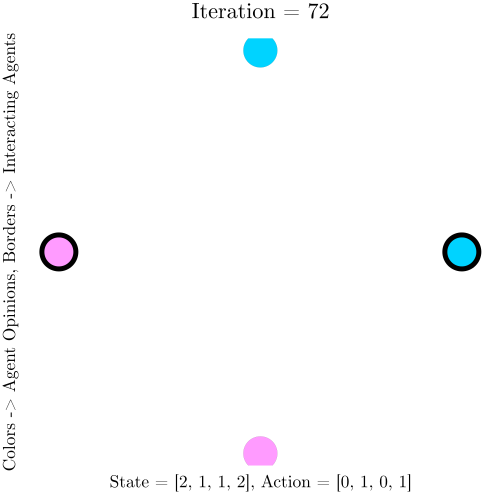 Iteration = 72
Colors -> Agent Opinions, Borders -> Interacting Agents
State = [2, 1, 1, 2], Action = [0, 1, 0, 1]